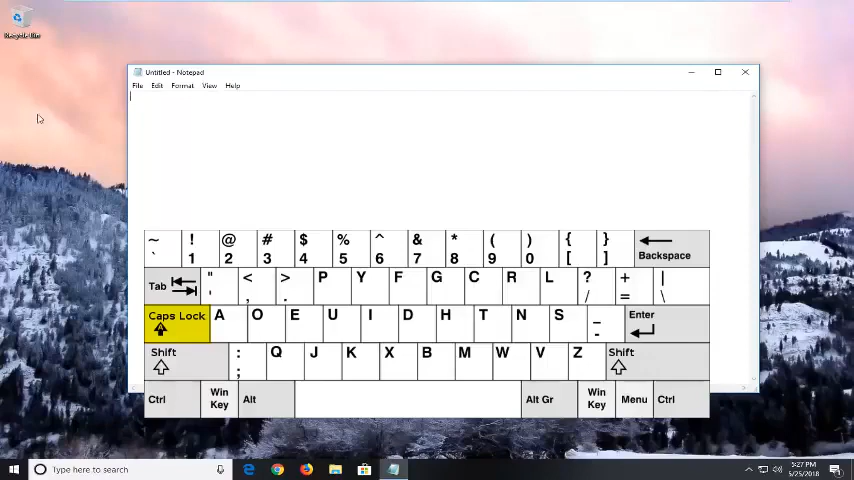 Recycle Bin
Untitled - Notepad
File Edit Format View Help
~ ! @ # $ % ^ & * ( ) { }
` 1 2 3 4 5 6 7 8 9 0 [ ] Backspace
Tab " < > P Y F G C R L ? + |
' , . / = \
Caps Lock A O E U I D H T N S _ Enter
-
Shift : Q J K X B M W V Z Shift
;
Ctrl Win Key Alt Alt Gr Win Key Menu Ctrl
Type here to search
5:27 PM
5/25/2018